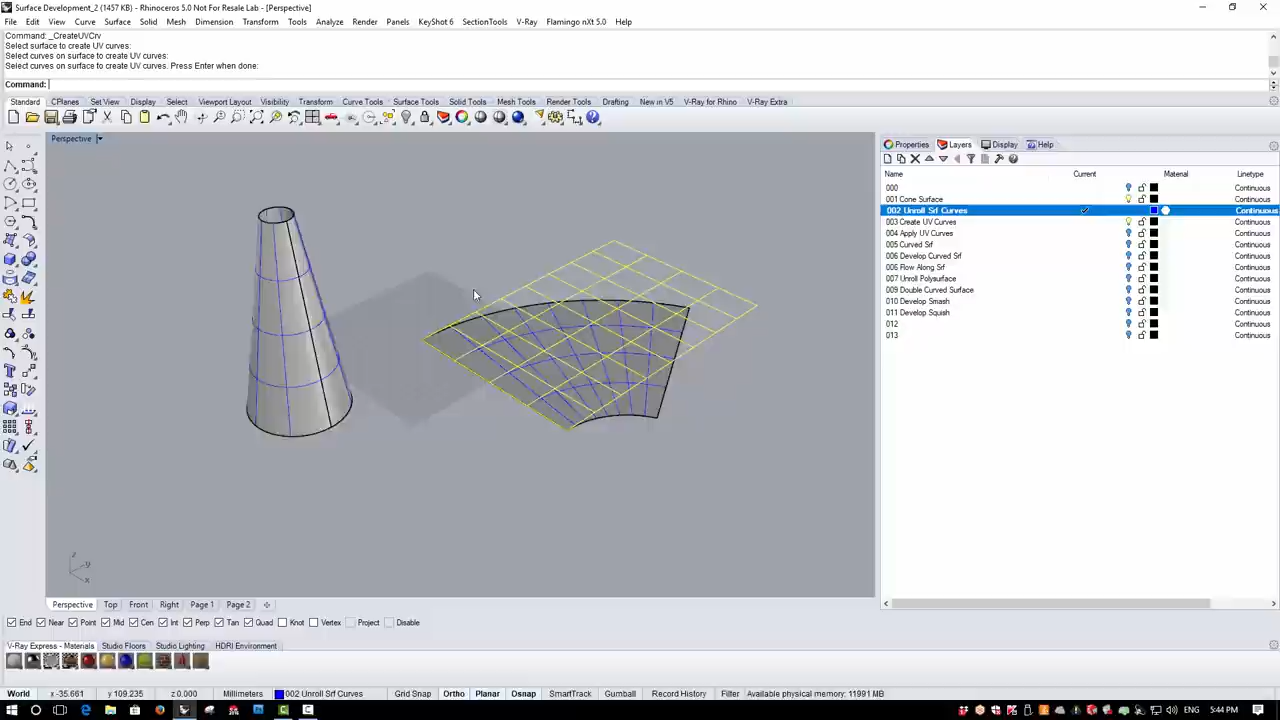 Surface Development_2 (1457 KB) - Rhinoceros 5.0 Not For Resale Lab - [Perspective]
File Edit View Curve Surface Solid Mesh Dimension Transform Tools Analyze Render Panels KeyShot 6 SectionTools V-Ray Flamingo nXt 5.0 Help
Command: _CreateUVCrv
Select surface to create UV curves:
Select curves on surface to create UV curves:
Select curves on surface to create UV curves. Press Enter when done:
Command:
Standard CPlanes Set View Display Select Viewport Layout Visibility Transform Curve Tools Surface Tools Solid Tools Mesh Tools Render Tools Drafting New in V5 V-Ray for Rhino V-Ray Extra
Perspective
Properties Layers Display Help
Name Current Material Linetype
000 Continuous
001 Cone Surface Continuous
002 Unroll Srf Curves Continuous
003 Create UV Curves Continuous
004 Apply UV Curves Continuous
005 Curved Srf Continuous
006 Develop Curved Srf Continuous
006 Flow Along Srf Continuous
007 Unroll Polysurface Continuous
009 Double Curved Surface Continuous
010 Develop Smash Continuous
011 Develop Squish Continuous
012 Continuous
013 Continuous
z
y
x
Perspective Top Front Right Page 1 Page 2
End Near Point Mid Cen Int Perp Tan Quad Knot Vertex Project Disable
V-Ray Express - Materials Studio Floors Studio Lighting HDRI Environment
World x -35.661 y 109.235 z 0.000 Millimeters 002 Unroll Srf Curves Grid Snap Ortho Planar Osnap SmartTrack Gumball Record History Filter Available physical memory: 11991 MB
ENG 5:44 PM